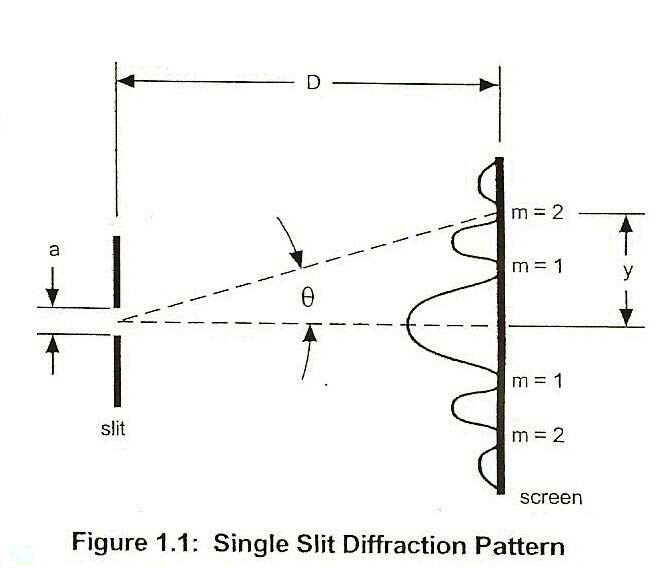 D
m = 2
a
m = 1
y
θ
m = 1
slit
m = 2
screen
Figure 1.1: Single Slit Diffraction Pattern